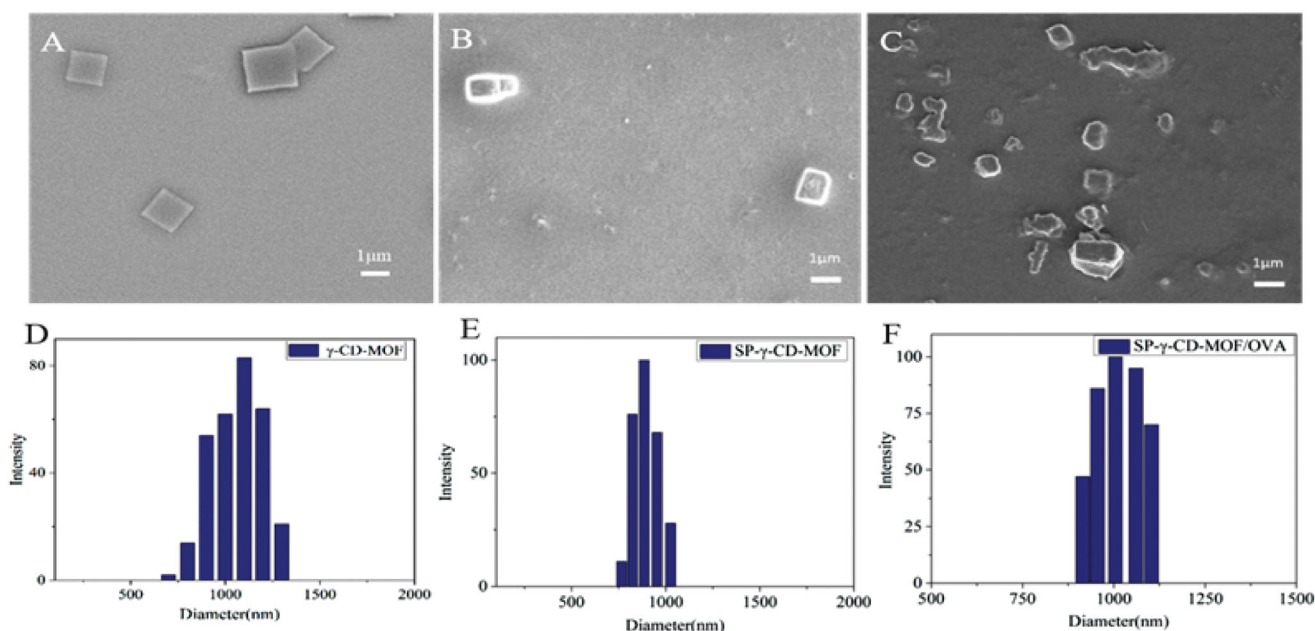 A
1μm
B
1μm
C
1μm
D
γ-CD-MOF
80
40
0
Intensity
500 1000 1500 2000
Diameter(nm)
E
SP-γ-CD-MOF
100
50
0
Intensity
500 1000 1500 2000
Diameter(nm)
F
SP-γ-CD-MOF/OVA
100
75
50
25
0
Intensity
500 750 1000 1250 1500
Diameter(nm)